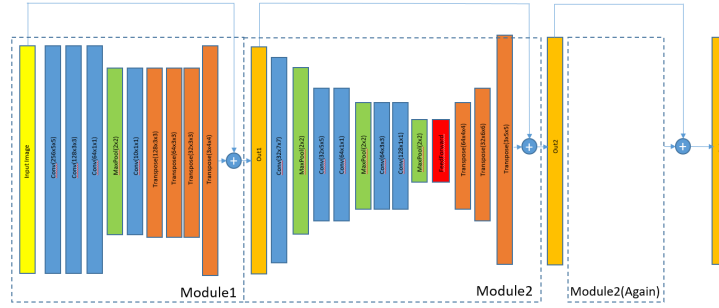 Input Image
Conv(256x5x5)
Conv(128x3x3)
Conv(64x1x1)
MaxPool(2x2)
Conv(10x1x1)
Transpose(128x3x3)
Transpose(64x3x3)
Transpose(32x3x3)
Transpose(3x4x4)
+
Module1
Out1
Conv(32x7x7)
MaxPool(2x2)
Conv(32x5x5)
Conv(64x1x1)
MaxPool(2x2)
Conv(64x3x3)
Conv(128x1x1)
MaxPool(2x2)
Transpose(64x4x4)
Transpose(32x6x6)
Transpose(3x5x5)
+
Module2
Out2
Module2(Again)
+